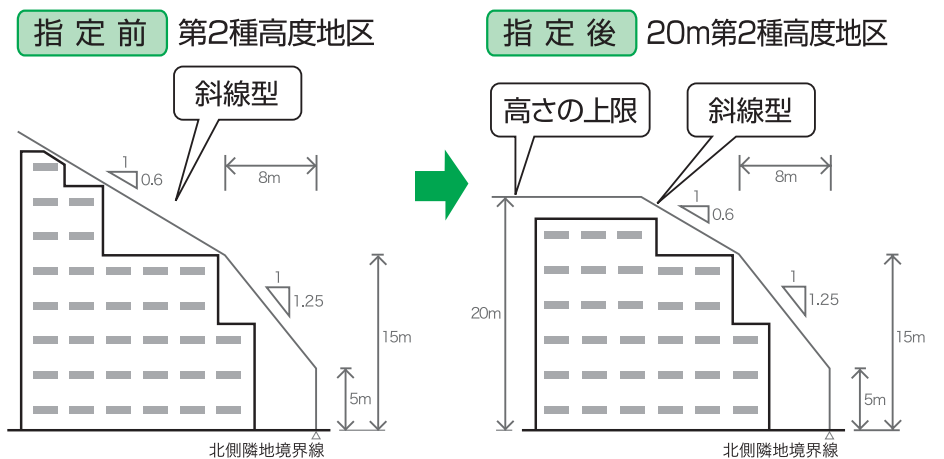 指定前 第2種高度地区
斜線型
1
0.6
8m
1
1.25
15m
5m
北側隣地境界線
指定後 20m第2種高度地区
高さの上限
斜線型
8m
1
0.6
1
1.25
20m
15m
5m
北側隣地境界線